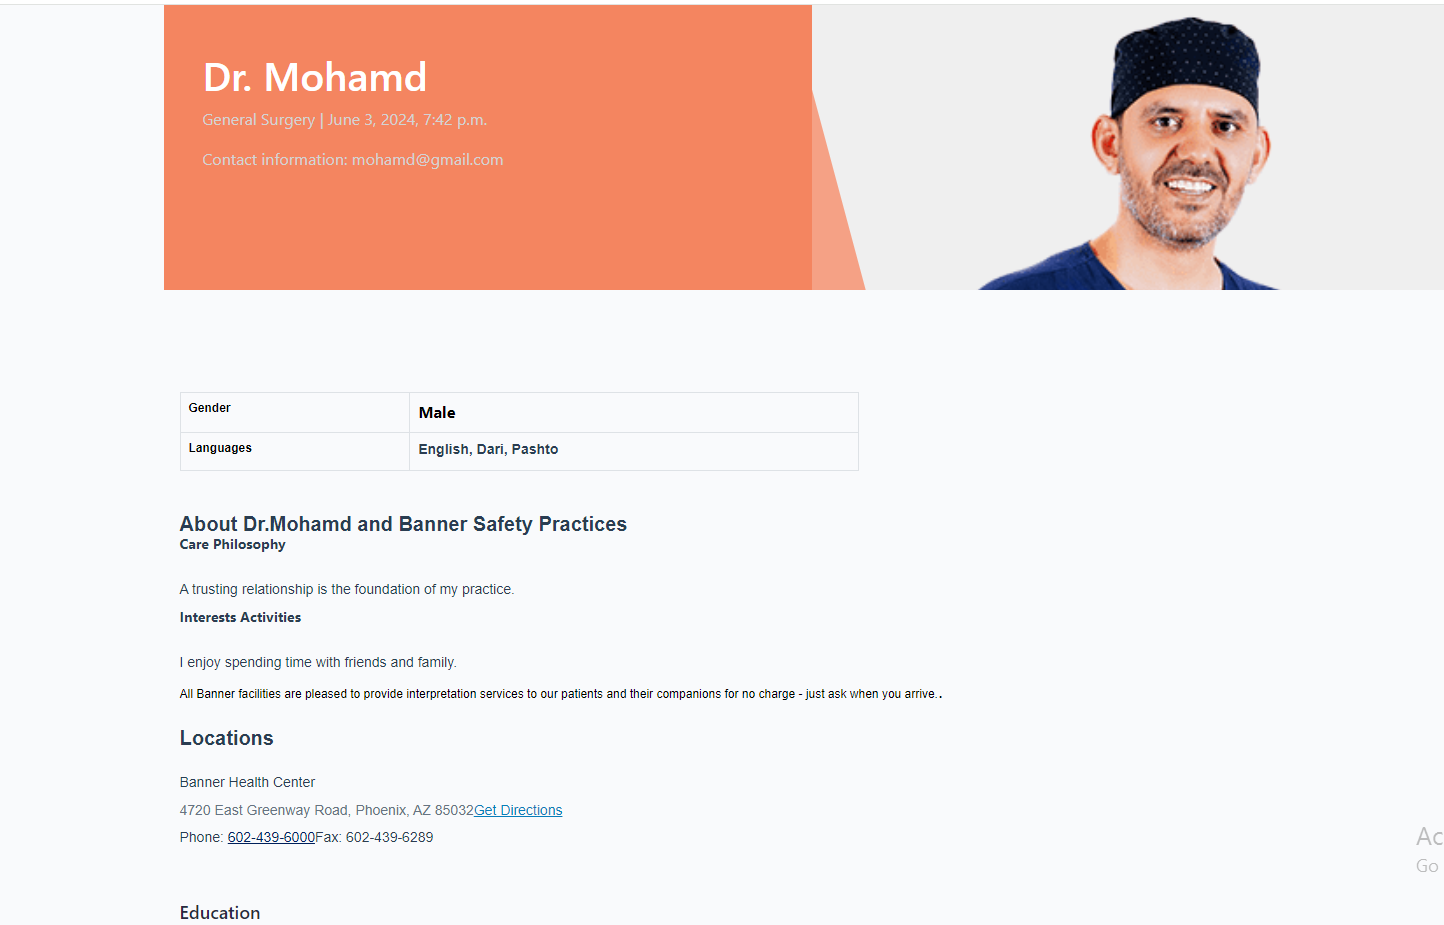 Dr. Mohamd
General Surgery | June 3, 2024, 7:42 p.m.
Contact information: mohamd@gmail.com
Gender Male
Languages English, Dari, Pashto
About Dr.Mohamd and Banner Safety Practices
Care Philosophy
A trusting relationship is the foundation of my practice.
Interests Activities
I enjoy spending time with friends and family.
All Banner facilities are pleased to provide interpretation services to our patients and their companions for no charge - just ask when you arrive..
Locations
Banner Health Center
4720 East Greenway Road, Phoenix, AZ 85032Get Directions
Phone: 602-439-6000Fax: 602-439-6289
Ac
Go
Education